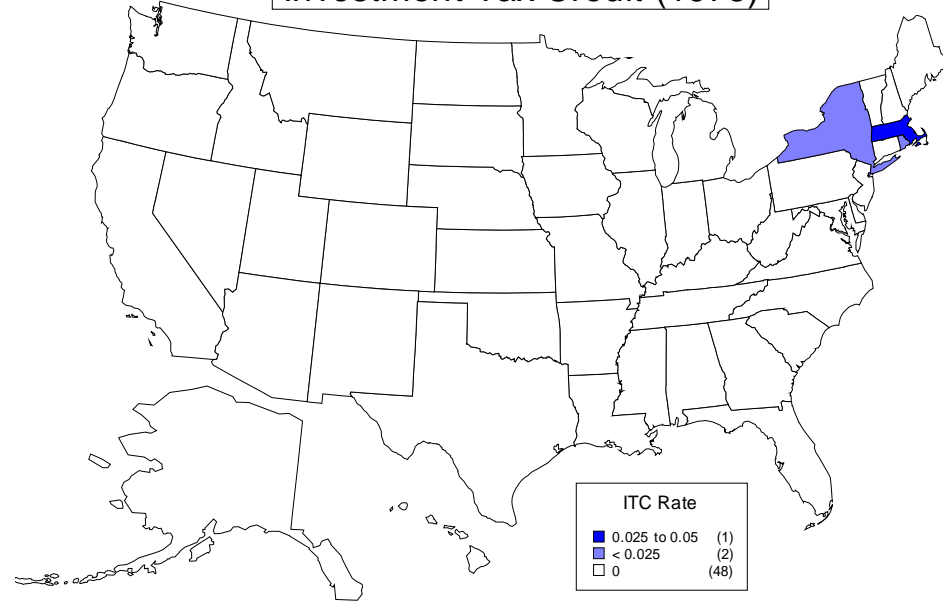 Investment Tax Credit
ITC Rate
0.025 to 0.05 (1)
< 0.025 (2)
0 (48)